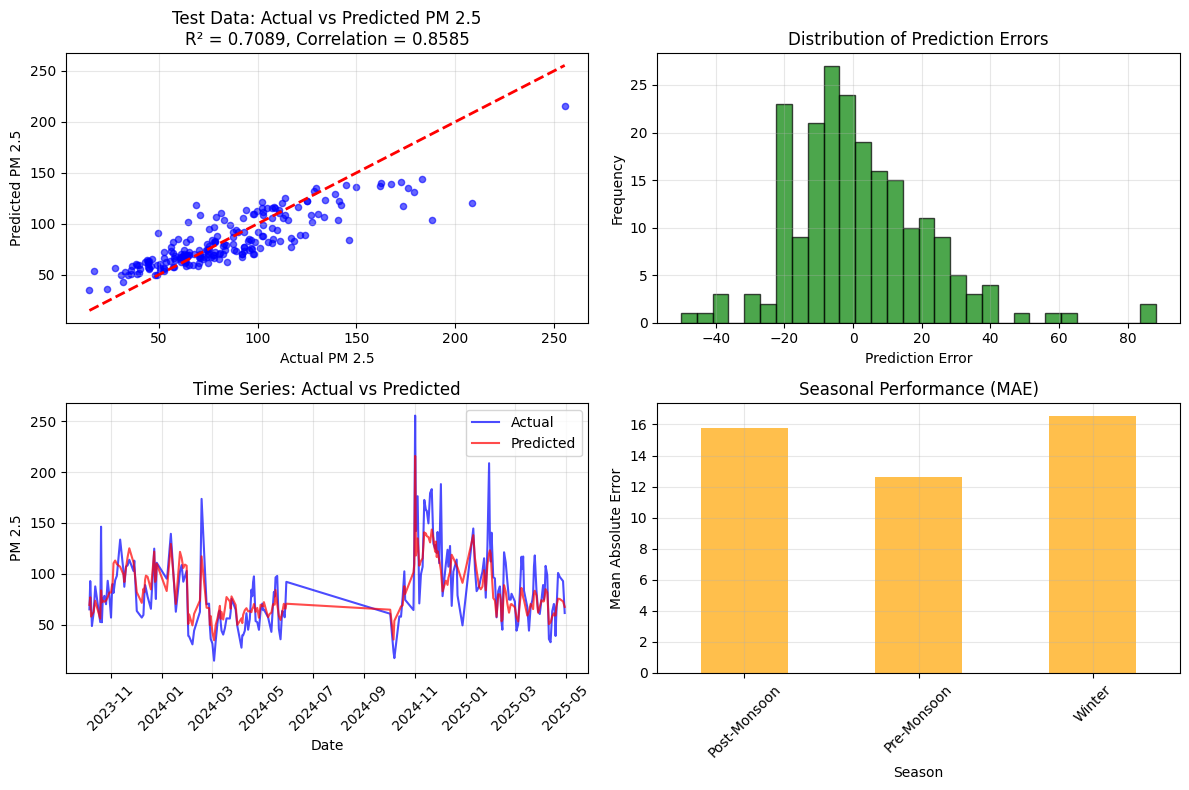 Test Data: Actual vs Predicted PM 2.5
R² = 0.7089, Correlation = 0.8585
250
200
150
100
50
Predicted PM 2.5
50
100
150
200
250
Actual PM 2.5
Distribution of Prediction Errors
25
20
15
10
5
0
Frequency
−40
−20
0
20
40
60
80
Prediction Error
Time Series: Actual vs Predicted
Actual
Predicted
250
200
150
100
50
PM 2.5
2023-11
2024-01
2024-03
2024-05
2024-07
2024-09
2024-11
2025-01
2025-03
2025-05
Date
Seasonal Performance (MAE)
16
14
12
10
8
6
4
2
0
Mean Absolute Error
Post-Monsoon
Pre-Monsoon
Winter
Season